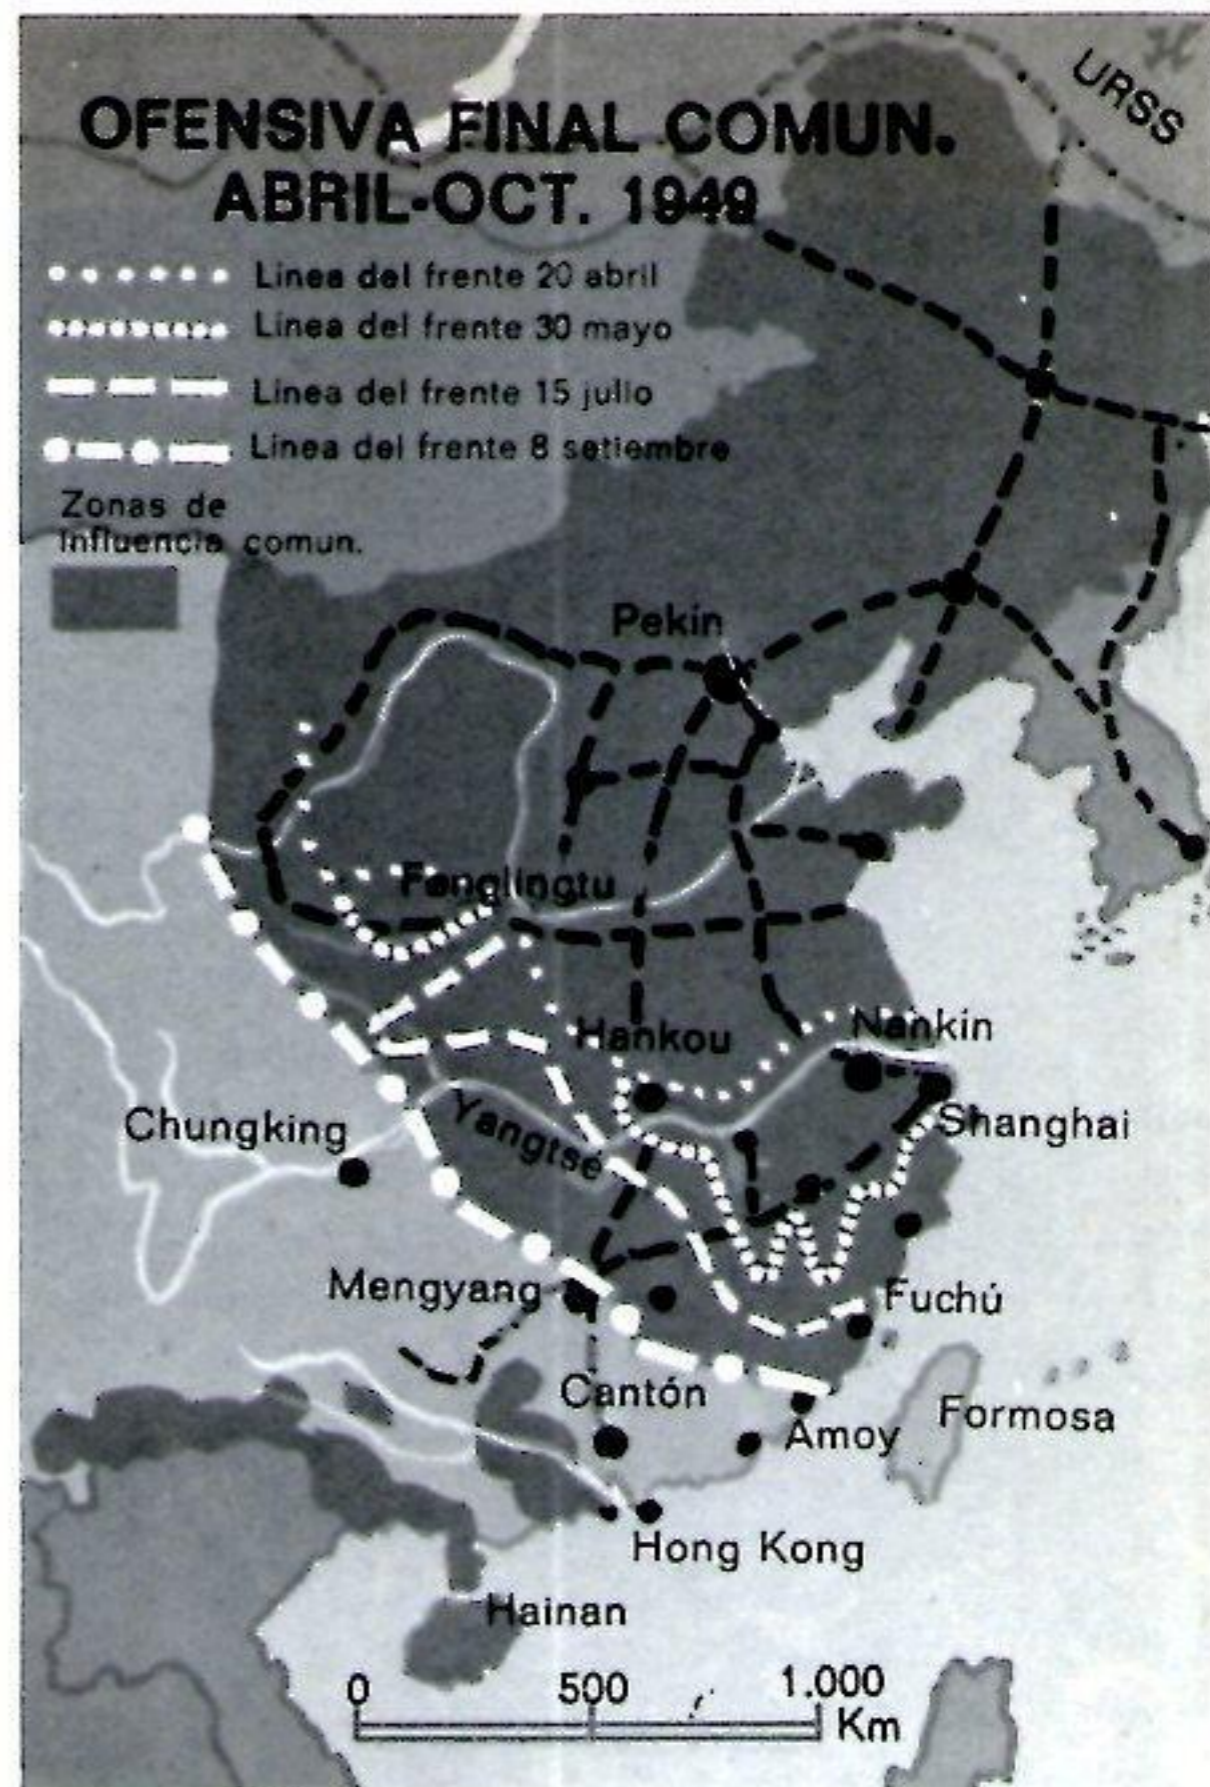 OFENSIVA FINAL COMUN.
ABRIL-OCT. 1949
Linea del frente 20 abril
Linea del frente 30 mayo
Linea del frente 15 julio
Linea del frente 8 setiembre
Zonas de
influencia comun.
URSS
Pekín
Fenglingtu
Hankou
Nankin
Shanghai
Chungking
Yangtsé
Mengyang
Fuchú
Cantón
Amoy
Formosa
Hong Kong
Hainan
0 500 1.000
Km